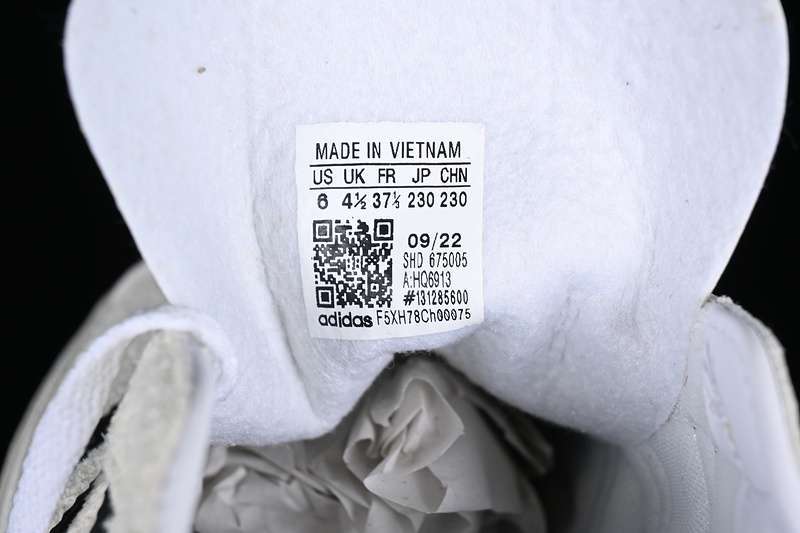 MADE IN VIETNAM
US UK FR JP CHN
6 4½ 37⅓ 230 230
09/22
SHD 675005
A:HQ6913
#131285600
adidas F5XH78Ch00075